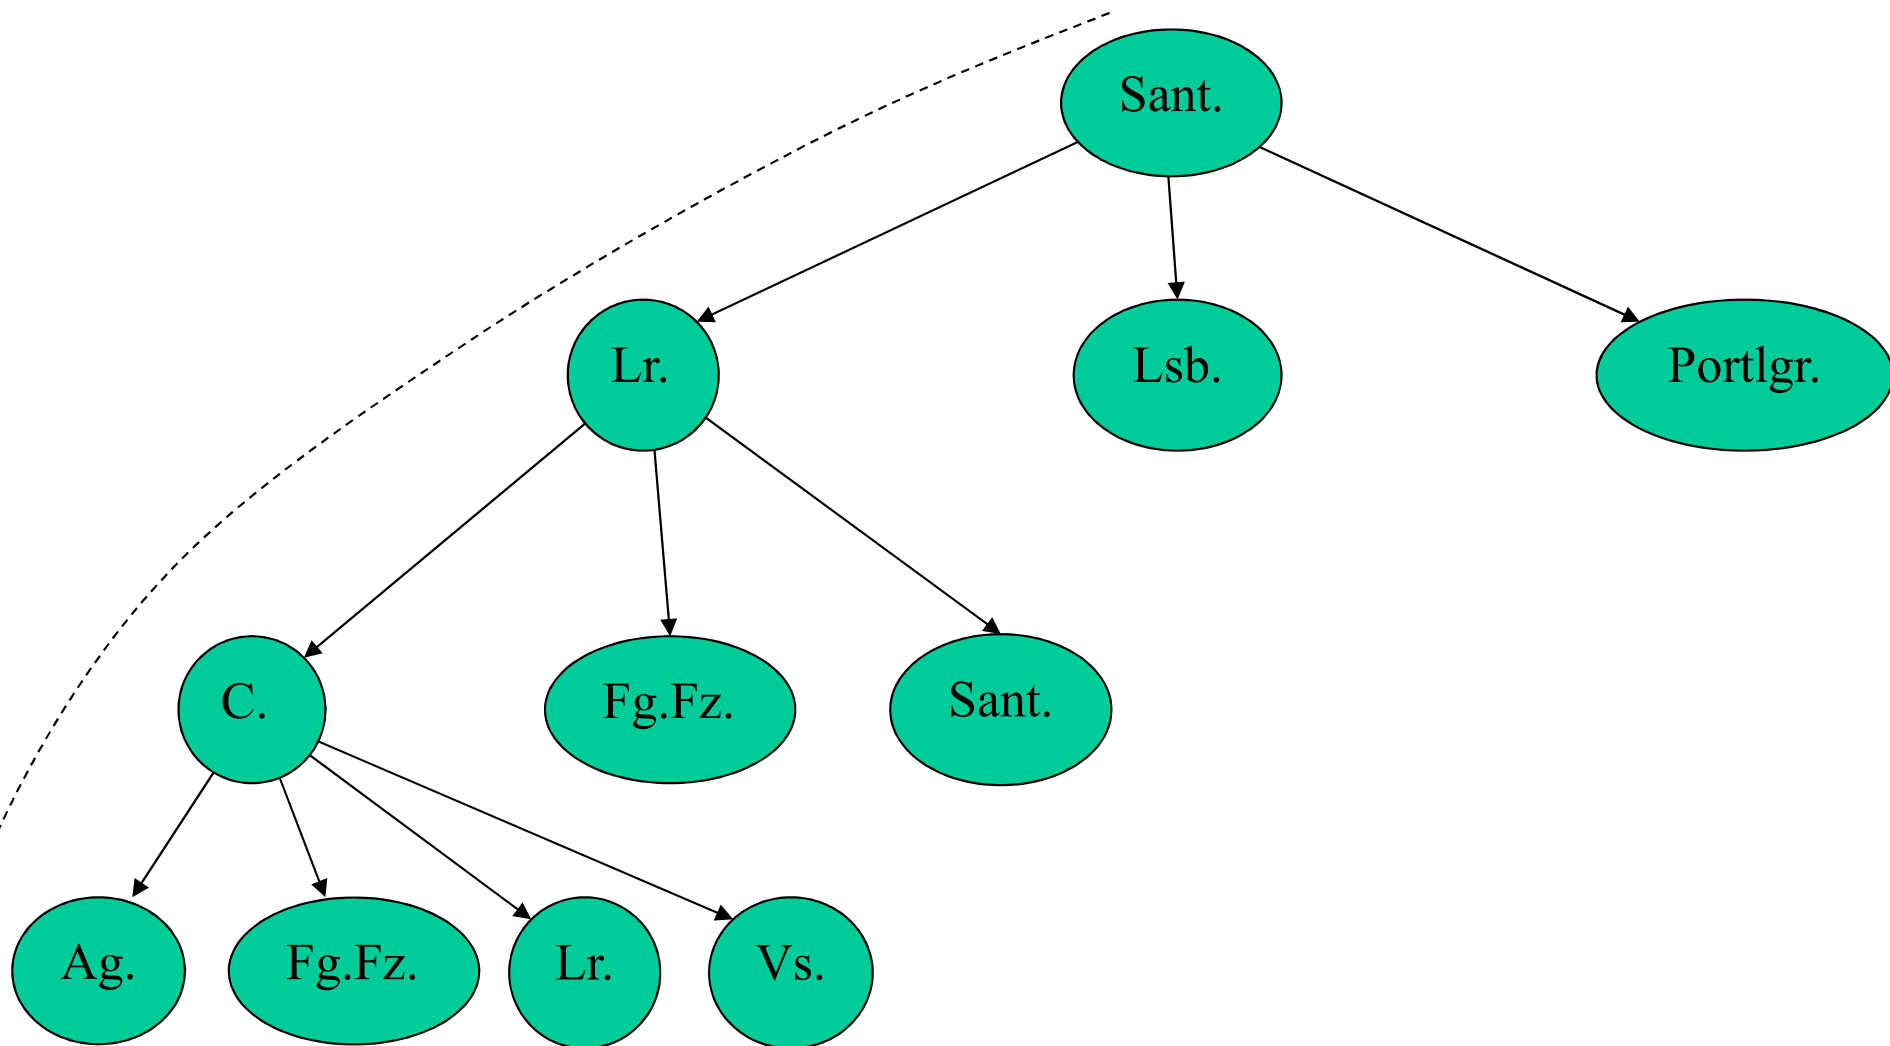 Sant.
Lr.
Lsb.
Portlgr.
C.
Fg.Fz.
Sant.
Ag.
Fg.Fz.
Lr.
Vs.